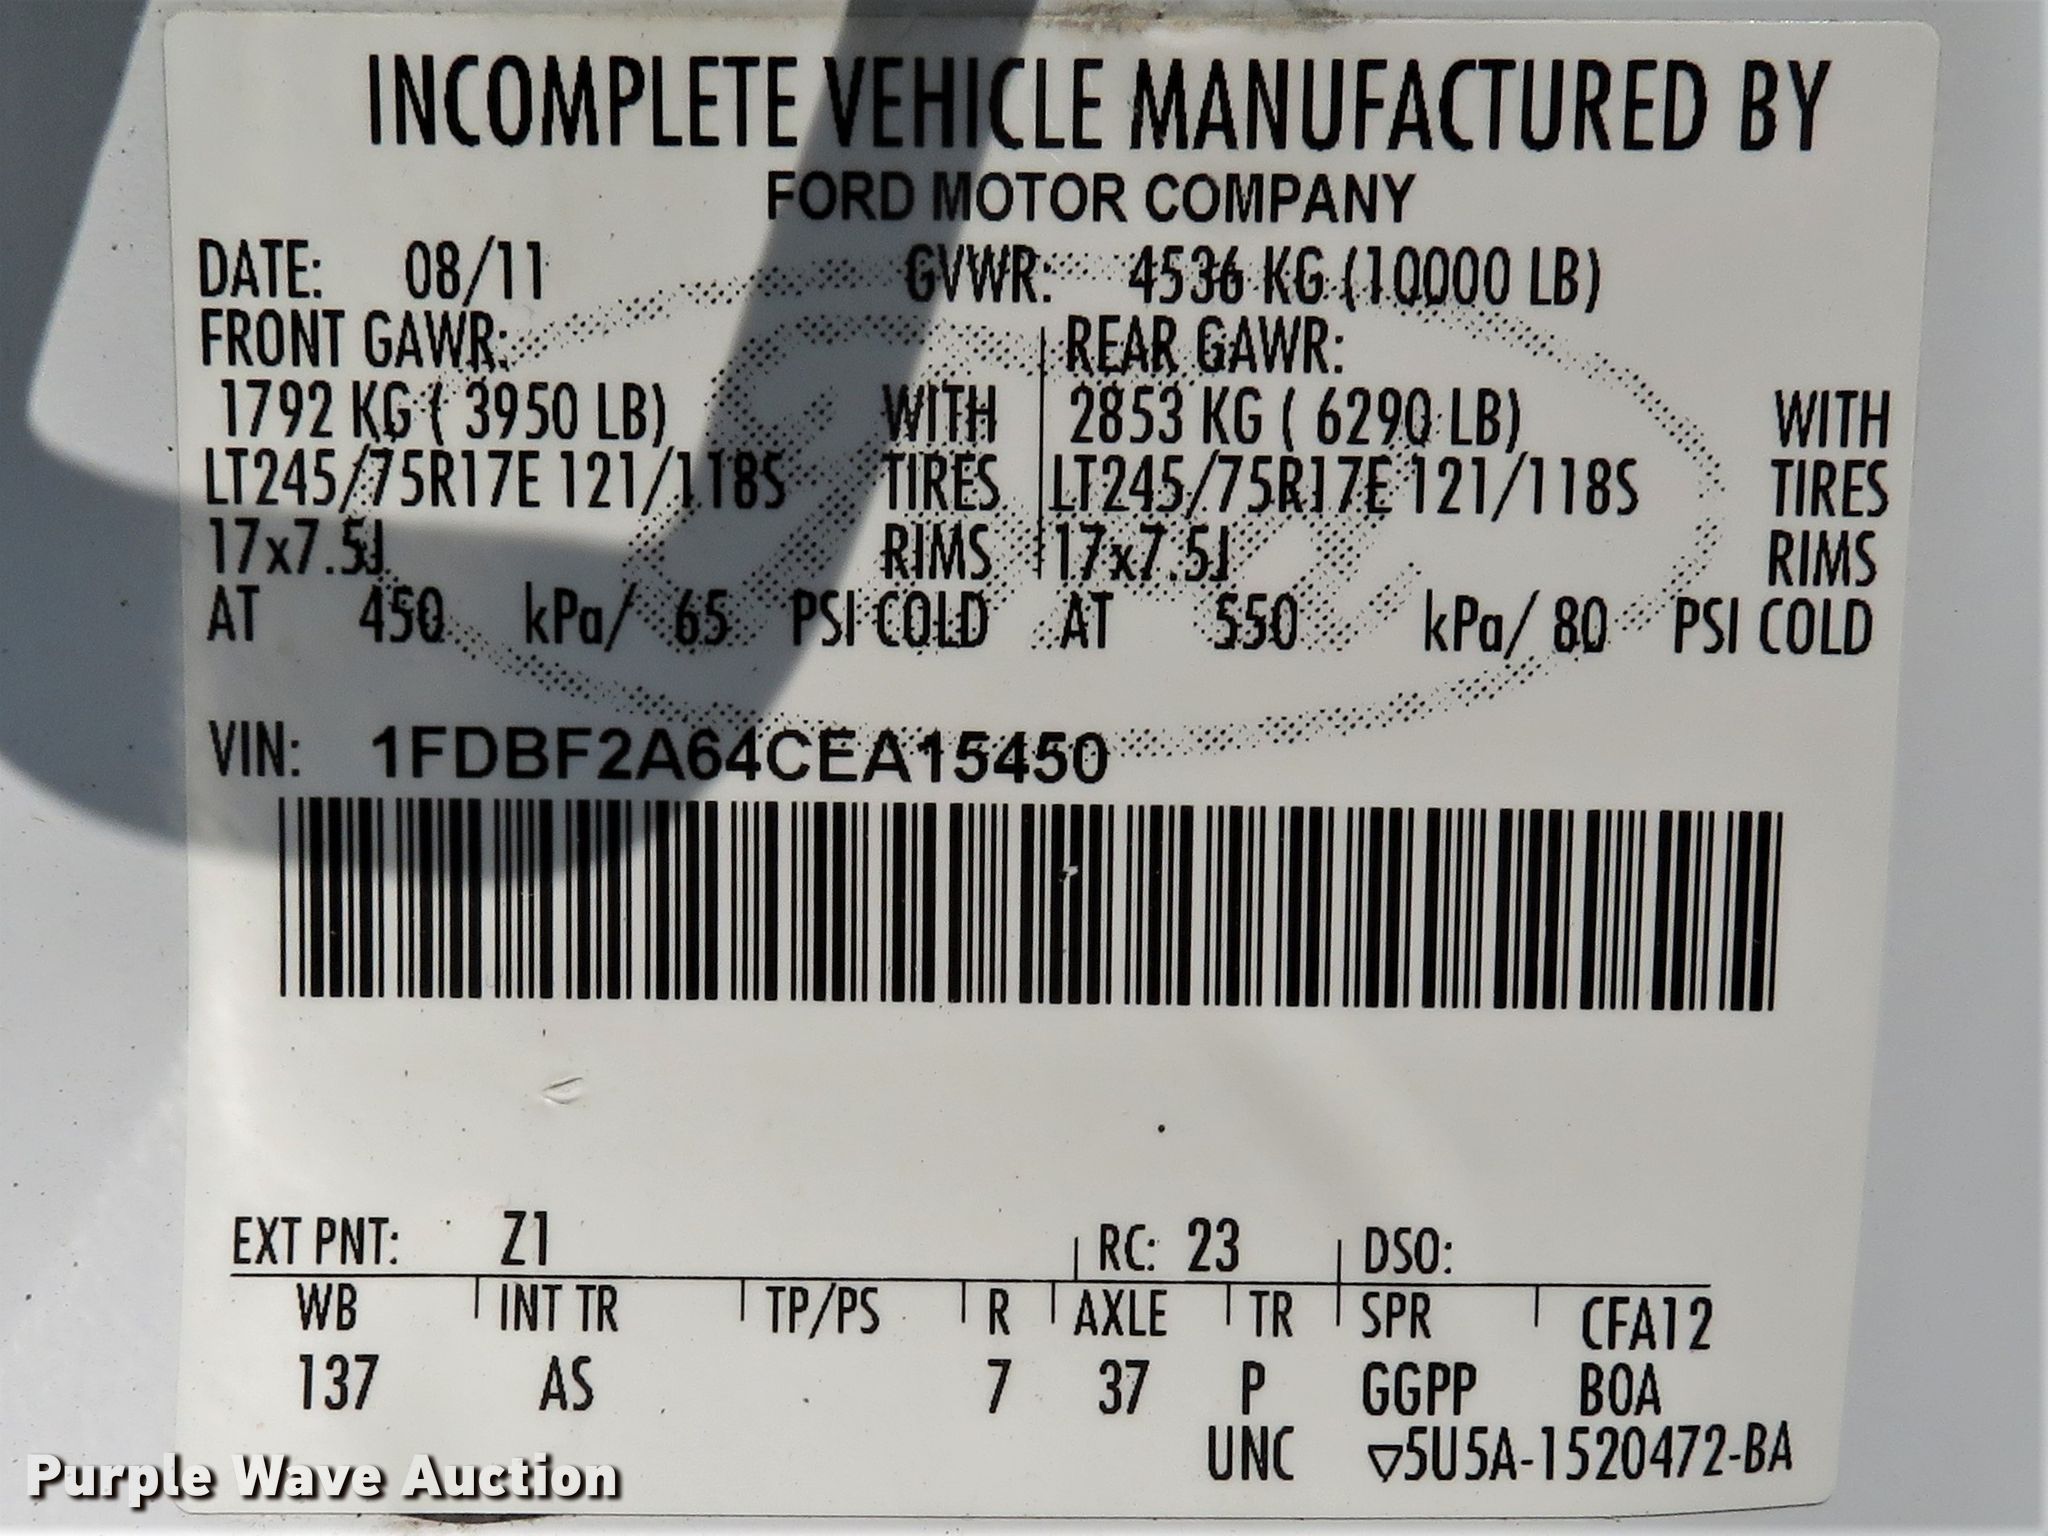 INCOMPLETE VEHICLE MANUFACTURED BY
FORD MOTOR COMPANY
DATE: 08/11 GVWR: 4536 KG (10000 LB)
FRONT GAWR: REAR GAWR:
1792 KG ( 3950 LB) WITH 2853 KG ( 6290 LB) WITH
LT245/75R17E 121/118S TIRES LT245/75R17E 121/118S TIRES
17x7.5J RIMS 17x7.5J RIMS
AT 450 kPa/ 65 PSI COLD AT 550 kPa/ 80 PSI COLD
VIN: 1FDBF2A64CEA15450
EXT PNT: Z1 RC: 23 DSO:
WB INT TR TP/PS R AXLE TR SPR CFA12
137 AS 7 37 P GGPP BOA
UNC ▽5U5A-1520472-BA
Purple Wave Auction